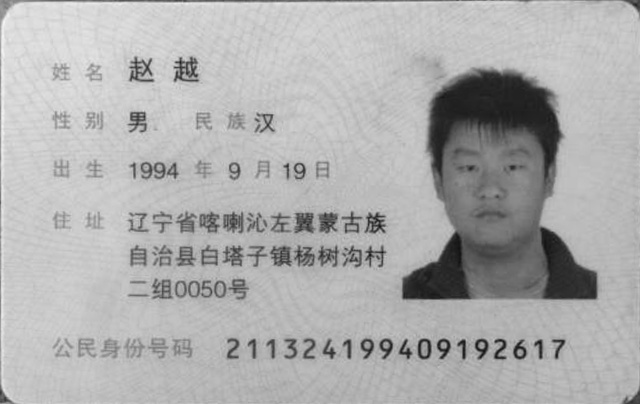 姓名 赵越
性别 男 民族 汉
出生 1994 年 9 月 19 日
住址 辽宁省喀喇沁左翼蒙古族
自治县白塔子镇杨树沟村
二组0050号
公民身份号码 211324199409192617